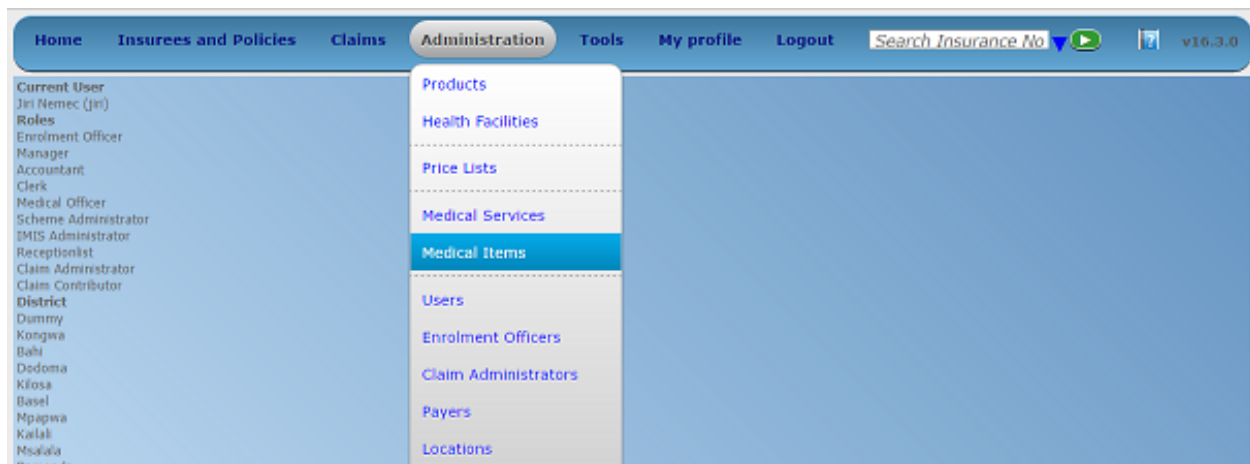 Home Insurees and Policies Claims Administration Tools My profile Logout Search Insurance No v16.3.0
Current User
Jiri Nemec (jiri)
Roles
Enrolment Officer
Manager
Accountant
Clerk
Medical Officer
Scheme Administrator
IMIS Administrator
Receptionlist
Claim Administrator
Claim Contributor
District
Dummy
Kongwa
Bahi
Dodoma
Kilosa
Basel
Mpapwa
Kailali
Msalala
Products
Health Facilities
Price Lists
Medical Services
Medical Items
Users
Enrolment Officers
Claim Administrators
Payers
Locations